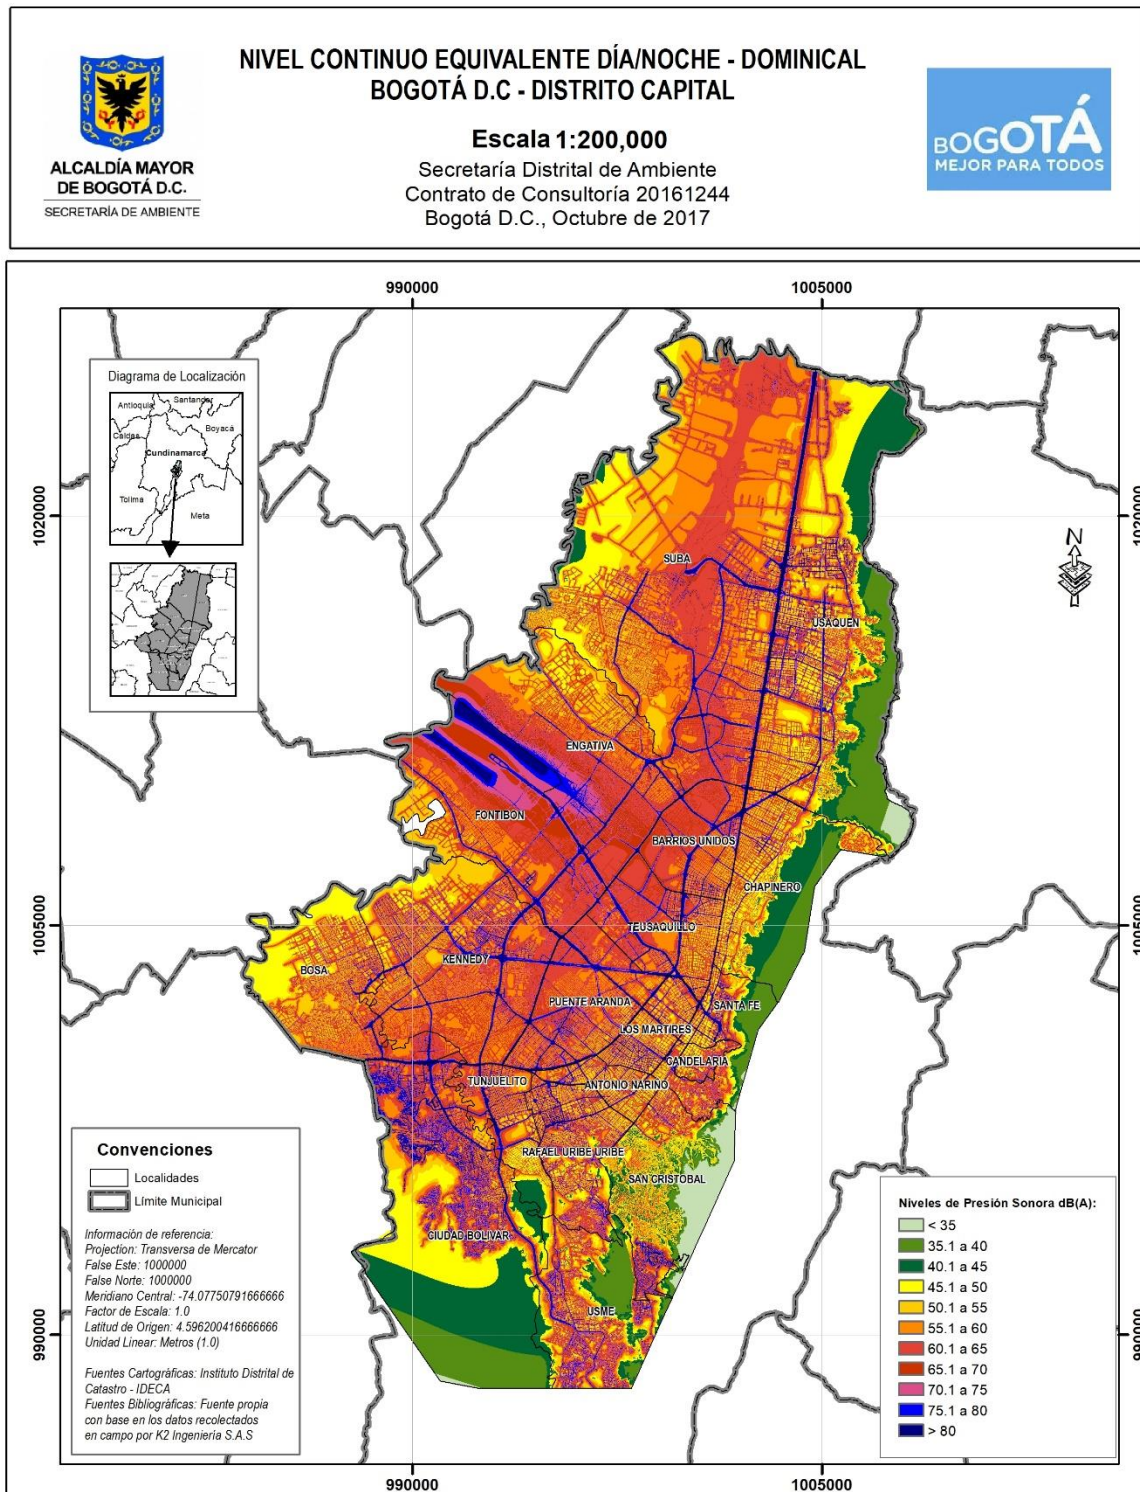 NIVEL CONTINUO EQUIVALENTE DÍA/NOCHE - DOMINICAL
BOGOTÁ D.C - DISTRITO CAPITAL
Escala 1:200,000
Secretaría Distrital de Ambiente
Contrato de Consultoría 20161244
Bogotá D.C., Octubre de 2017
ALCALDÍA MAYOR
DE BOGOTÁ D.C.
SECRETARÍA DE AMBIENTE
BOGOTÁ
MEJOR PARA TODOS
990000
1005000
Diagrama de Localización
Antioquia
Santander
Boyacá
Caldas
Cundinamarca
Tolima
Meta
1020000
1020000
N
SUBA
USAQUEN
ENGATIVA
FONTIBON
BARRIOS UNIDOS
CHAPINERO
1005000
1005000
TEUSAQUILLO
KENNEDY
BOSA
PUENTE ARANDA
SANTA FE
LOS MARTIRES
CANDELARIA
TUNJUELITO
ANTONIO NARIÑO
RAFAEL URIBE URIBE
SAN CRISTOBAL
CIUDAD BOLIVAR
USME
990000
990000
Convenciones
Localidades
Límite Municipal
Información de referencia:
Projection: Transversa de Mercator
False Este: 1000000
False Norte: 1000000
Meridiano Central: -74.07750791666666
Factor de Escala: 1.0
Latitud de Origen: 4.596200416666666
Unidad Linear: Metros (1.0)
Fuentes Cartográficas: Instituto Distrital de
Catastro - IDECA
Fuentes Bibliográficas: Fuente propia
con base en los datos recolectados
en campo por K2 Ingeniería S.A.S
Niveles de Presión Sonora dB(A):
< 35
35.1 a 40
40.1 a 45
45.1 a 50
50.1 a 55
55.1 a 60
60.1 a 65
65.1 a 70
70.1 a 75
75.1 a 80
> 80
990000
1005000